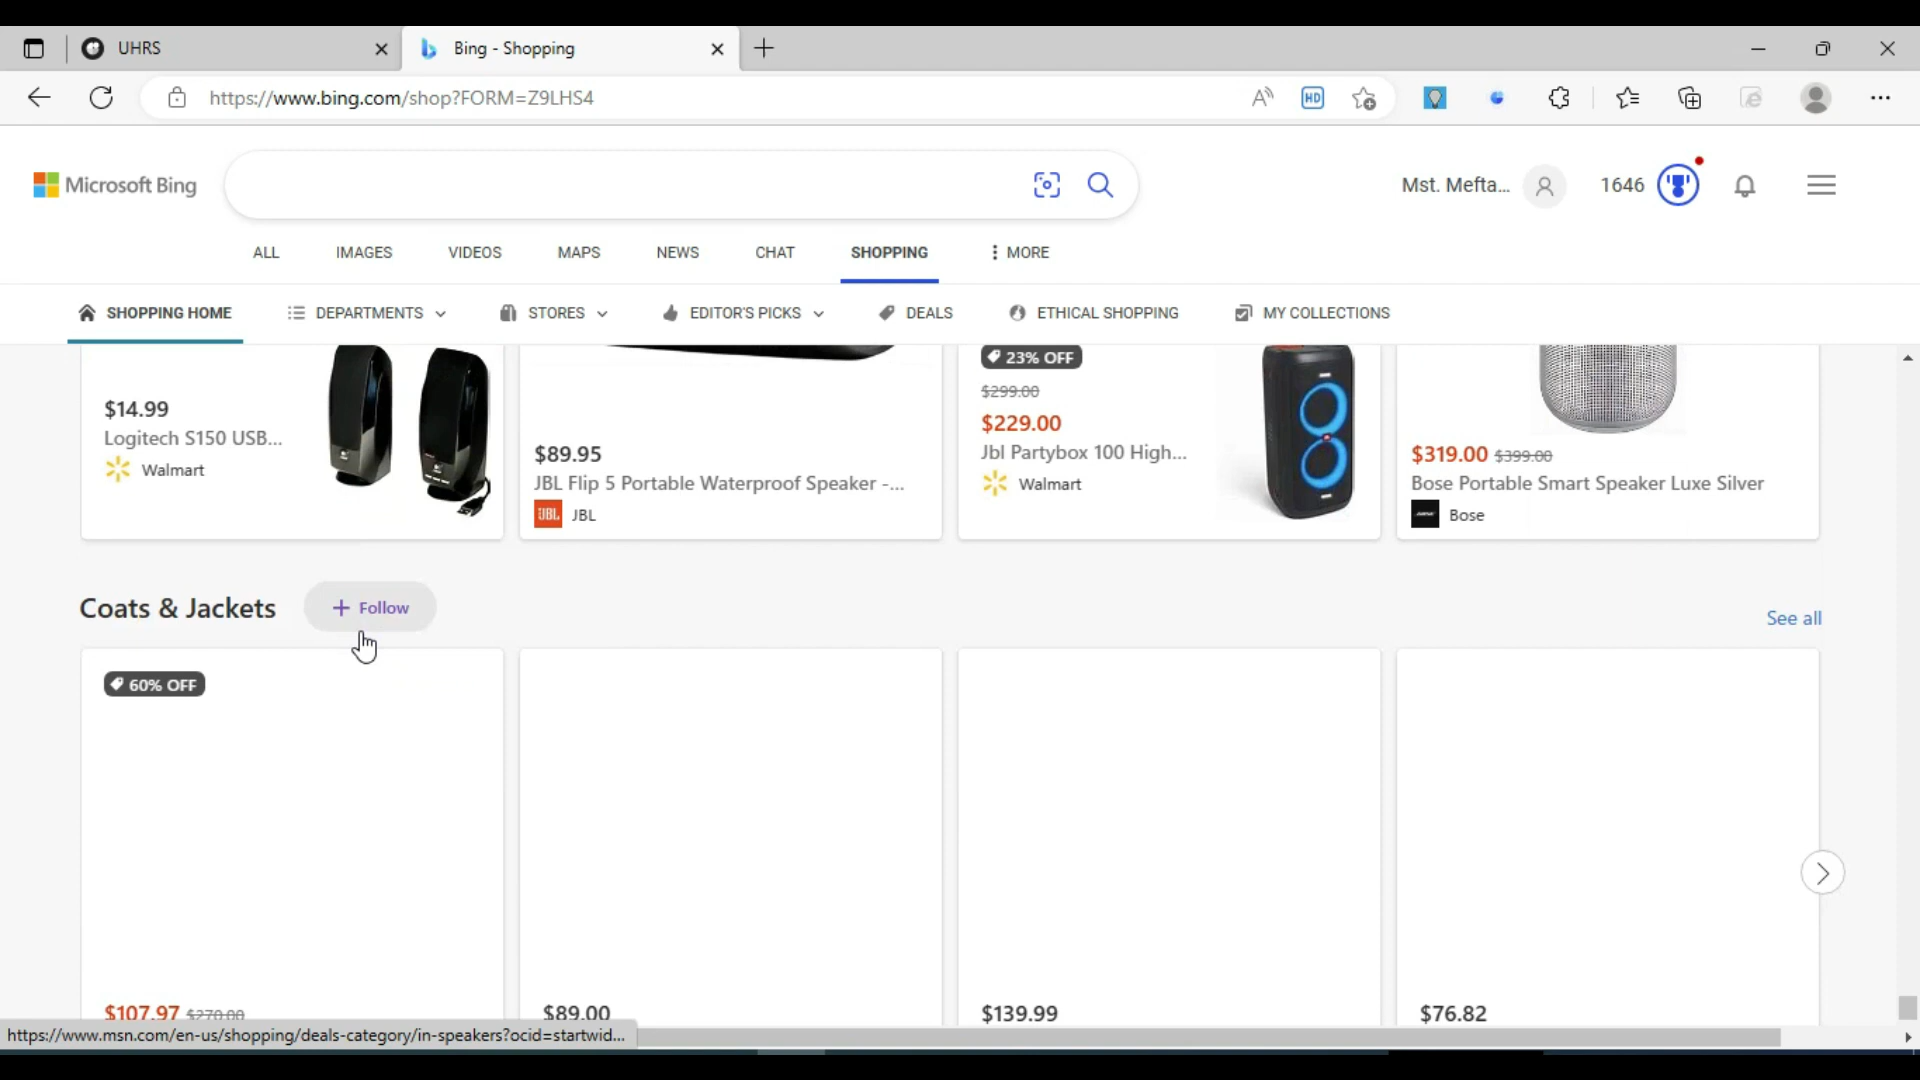 UHRS
Bing - Shopping
https://www.bing.com/shop?FORM=Z9LHS4
HD
Microsoft Bing
Mst. Mefta...
1646
ALL IMAGES VIDEOS MAPS NEWS CHAT SHOPPING MORE
SHOPPING HOME DEPARTMENTS STORES EDITOR'S PICKS DEALS ETHICAL SHOPPING MY COLLECTIONS
$14.99
Logitech S150 USB...
Walmart
$89.95
JBL Flip 5 Portable Waterproof Speaker -...
JBL JBL
23% OFF
$299.00
$229.00
Jbl Partybox 100 High...
Walmart
$319.00 $399.00
Bose Portable Smart Speaker Luxe Silver
Bose
Coats & Jackets + Follow
See all
60% OFF
$107.97 $270.00
$89.00
$139.99
$76.82
https://www.msn.com/en-us/shopping/deals-category/in-speakers?ocid=startwid...